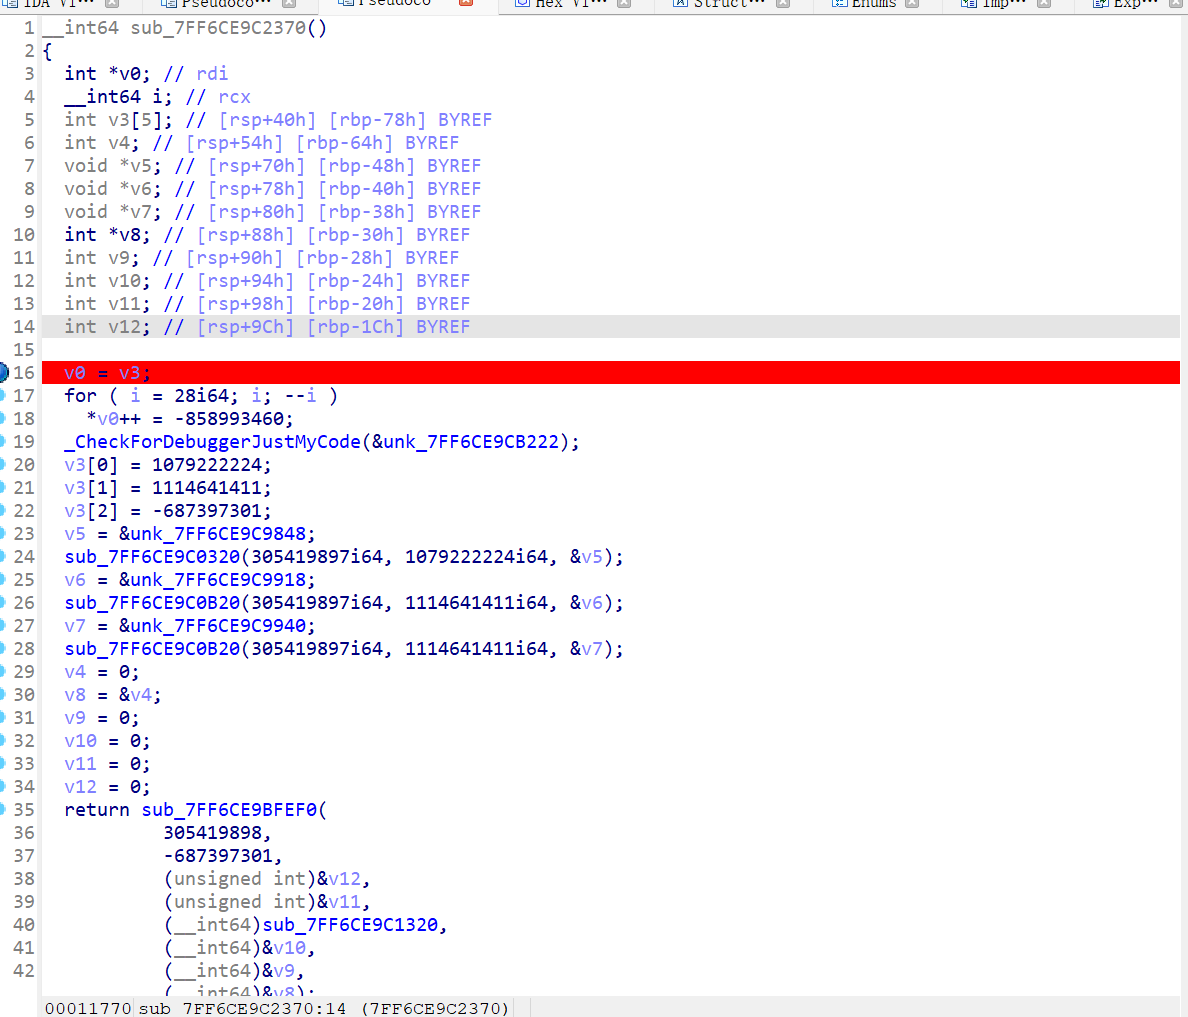 IDA Vi··· Pseudoco··· Pseudoco Hex Vi··· Struct··· Enums Imp··· Exp···
1 __int64 sub_7FF6CE9C2370()
2 {
3 int *v0; // rdi
4 __int64 i; // rcx
5 int v3[5]; // [rsp+40h] [rbp-78h] BYREF
6 int v4; // [rsp+54h] [rbp-64h] BYREF
7 void *v5; // [rsp+70h] [rbp-48h] BYREF
8 void *v6; // [rsp+78h] [rbp-40h] BYREF
9 void *v7; // [rsp+80h] [rbp-38h] BYREF
10 int *v8; // [rsp+88h] [rbp-30h] BYREF
11 int v9; // [rsp+90h] [rbp-28h] BYREF
12 int v10; // [rsp+94h] [rbp-24h] BYREF
13 int v11; // [rsp+98h] [rbp-20h] BYREF
14 int v12; // [rsp+9Ch] [rbp-1Ch] BYREF
15
16 v0 = v3;
17 for ( i = 28i64; i; --i )
18 *v0++ = -858993460;
19 _CheckForDebuggerJustMyCode(&unk_7FF6CE9CB222);
20 v3[0] = 1079222224;
21 v3[1] = 1114641411;
22 v3[2] = -687397301;
23 v5 = &unk_7FF6CE9C9848;
24 sub_7FF6CE9C0320(305419897i64, 1079222224i64, &v5);
25 v6 = &unk_7FF6CE9C9918;
26 sub_7FF6CE9C0B20(305419897i64, 1114641411i64, &v6);
27 v7 = &unk_7FF6CE9C9940;
28 sub_7FF6CE9C0B20(305419897i64, 1114641411i64, &v7);
29 v4 = 0;
30 v8 = &v4;
31 v9 = 0;
32 v10 = 0;
33 v11 = 0;
34 v12 = 0;
35 return sub_7FF6CE9BFEF0(
36 305419898,
37 -687397301,
38 (unsigned int)&v12,
39 (unsigned int)&v11,
40 (__int64)sub_7FF6CE9C1320,
41 (__int64)&v10,
42 (__int64)&v9,
(__int64)&v8);
00011770 sub_7FF6CE9C2370:14 (7FF6CE9C2370)